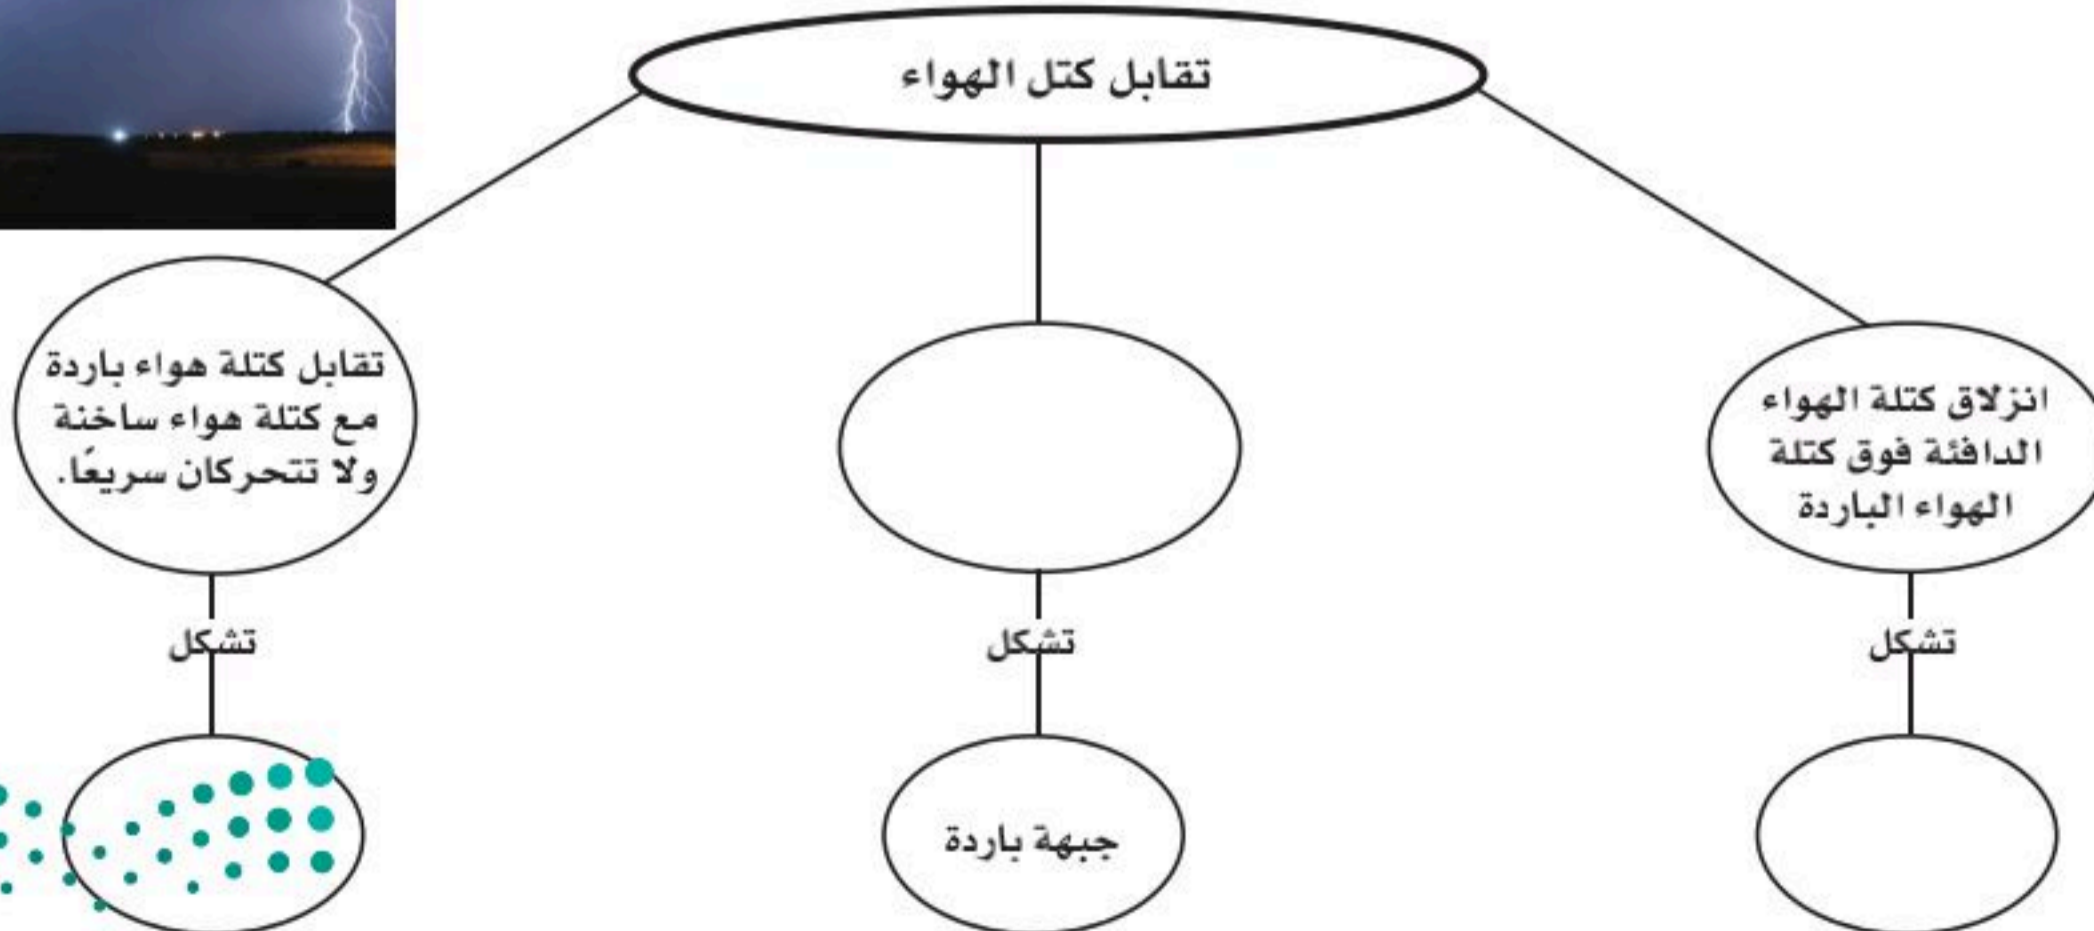 تقابل كتل الهواء
انزلاق كتلة الهواء
الدافئة فوق كتلة
الهواء الباردة
تشكل
تشكل
جبهة باردة
تقابل كتلة هواء باردة
مع كتلة هواء ساخنة
ولا تتحركان سريعًا.
تشكل